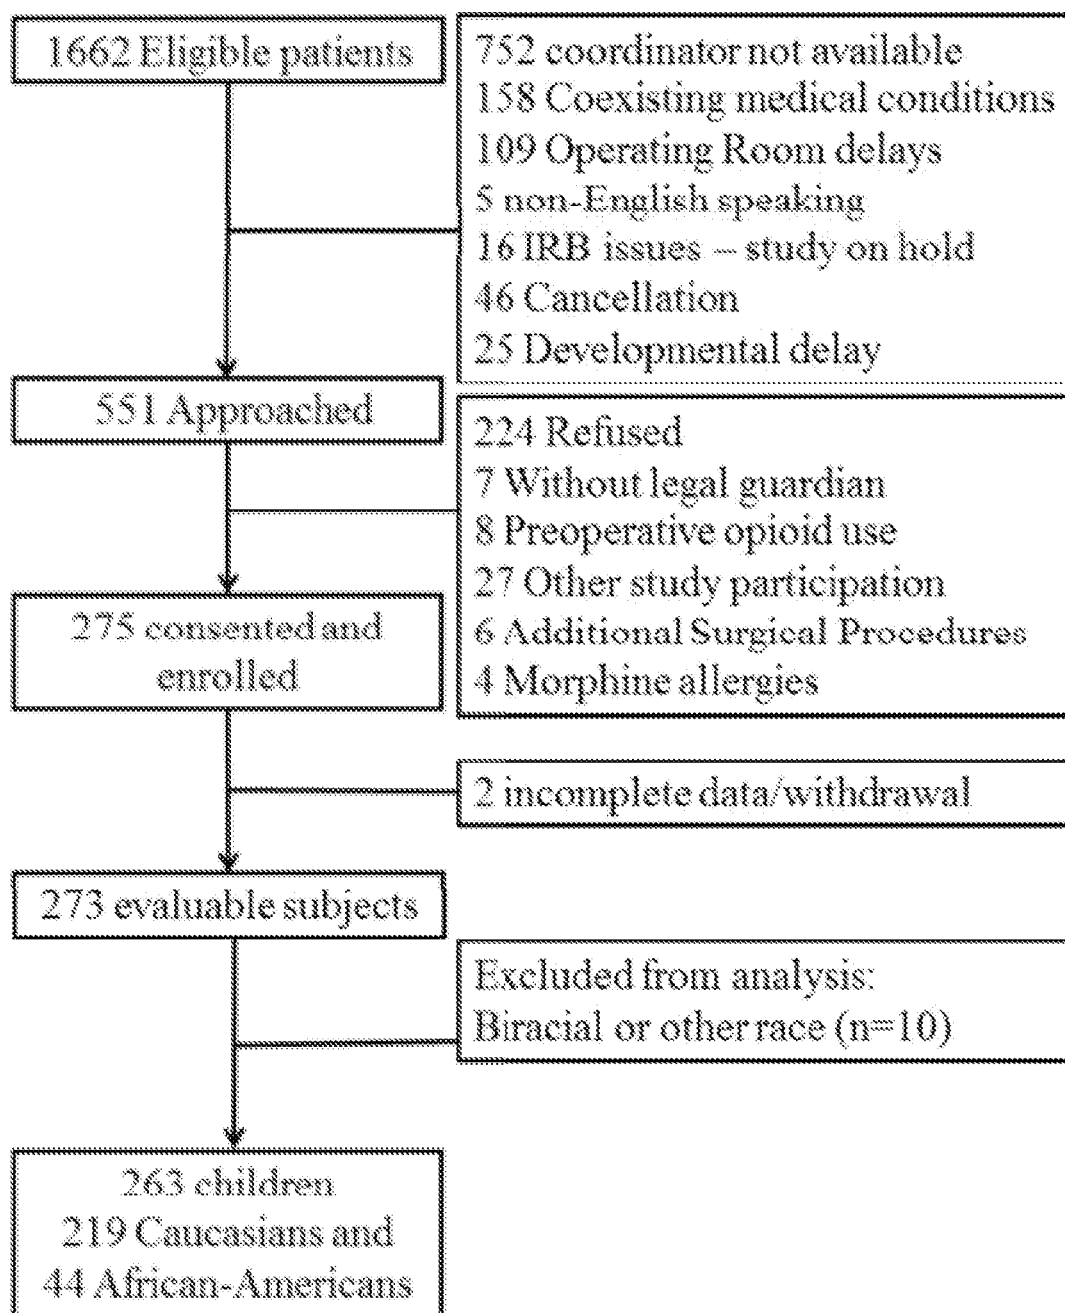 1662 Eligible patients
752 coordinator not available
158 Coexisting medical conditions
109 Operating Room delays
5 non-English speaking
16 IRB issues – study on hold
46 Cancellation
25 Developmental delay
551 Approached
224 Refused
7 Without legal guardian
8 Preoperative opioid use
27 Other study participation
6 Additional Surgical Procedures
4 Morphine allergies
275 consented and
enrolled
2 incomplete data/withdrawal
273 evaluable subjects
Excluded from analysis:
Biracial or other race (n=10)
263 children
219 Caucasians and
44 African-Americans